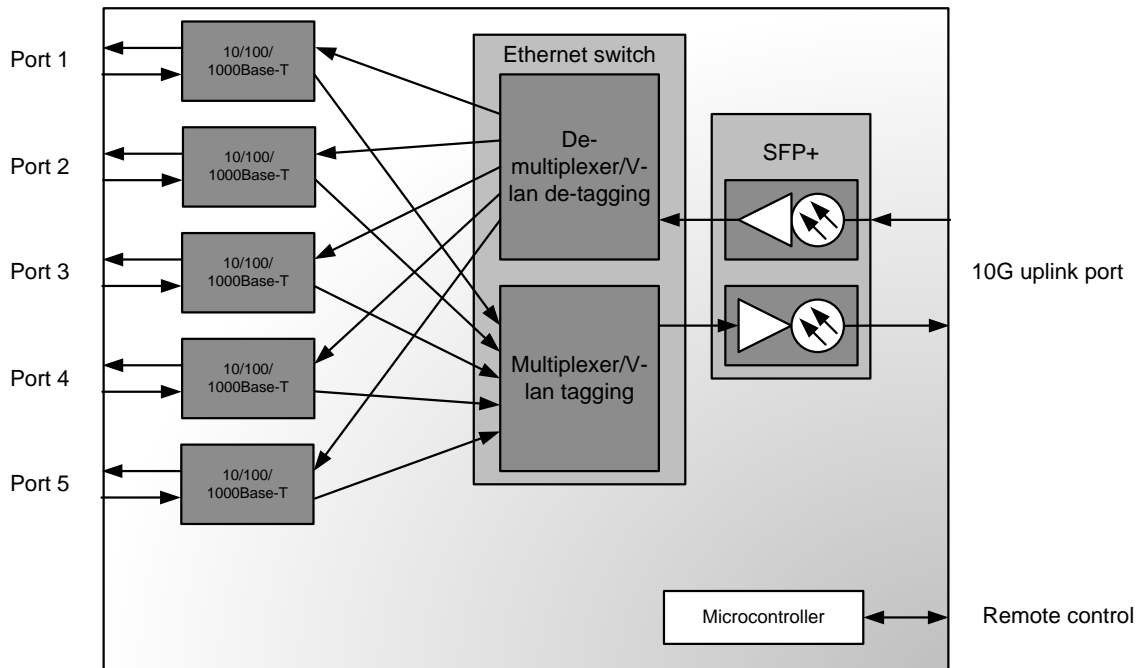 Port 1
10/100/
1000Base-T
Port 2
10/100/
1000Base-T
Port 3
10/100/
1000Base-T
Port 4
10/100/
1000Base-T
Port 5
10/100/
1000Base-T
Ethernet switch
De-
multiplexer/V-
lan de-tagging
Multiplexer/V-
lan tagging
SFP+
10G uplink port
Microcontroller
Remote control